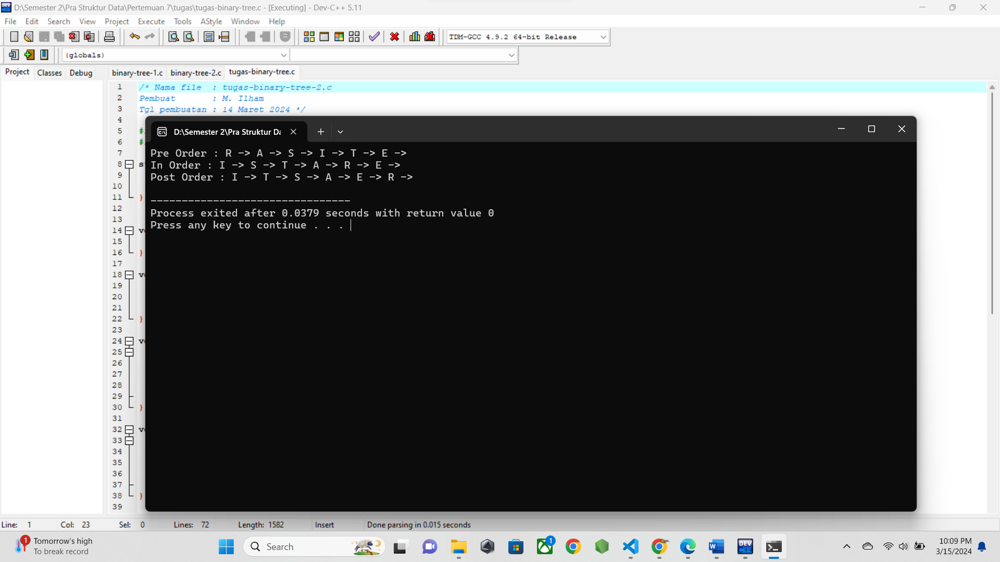 D:\Semester 2\Pra Struktur Data\Pertemuan 7\tugas\tugas-binary-tree.c - [Executing] - Dev-C++ 5.11
File Edit Search View Project Execute Tools AStyle Window Help
TDM-GCC 4.9.2 64-bit Release
(globals)
Project Classes Debug
binary-tree-1.c binary-tree-2.c tugas-binary-tree.c
1 /* Nama file : tugas-binary-tree-2.c
2 Pembuat : M. Ilham
3 Tgl pembuatan : 14 Maret 2024 */
4
5 #
6 #
7
8 s
9
10
11 }
12
13
14 v
15
16 }
17
18 v
19
20
21
22 }
23
24 v
25
26
27
28
29
30 }
31
32 v
33
34
35
36
37
38 }
39
D:\Semester 2\Pra Struktur Da
Pre Order : R -> A -> S -> I -> T -> E ->
In Order : I -> S -> T -> A -> R -> E ->
Post Order : I -> T -> S -> A -> E -> R ->
--------------------------------
Process exited after 0.0379 seconds with return value 0
Press any key to continue . . .
Line: 1 Col: 23 Sel: 0 Lines: 72 Length: 1582 Insert Done parsing in 0.015 seconds
1
Tomorrow's high
To break record
Search
1
DEV C++
10:09 PM
3/15/2024